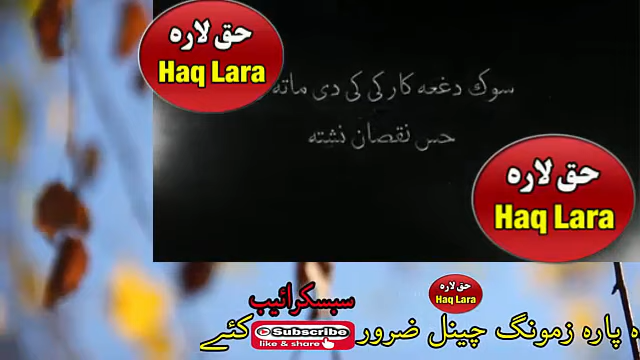 حق لاره
Haq Lara
سوک دغعه کار کی کی دی ماته
حس نقصان نشته
حق لاره
Haq Lara
حق لاره
Haq Lara
سبسکرائیب
ه پاره زمونگ چینل ضرور
Subscribe
like & share
کئے